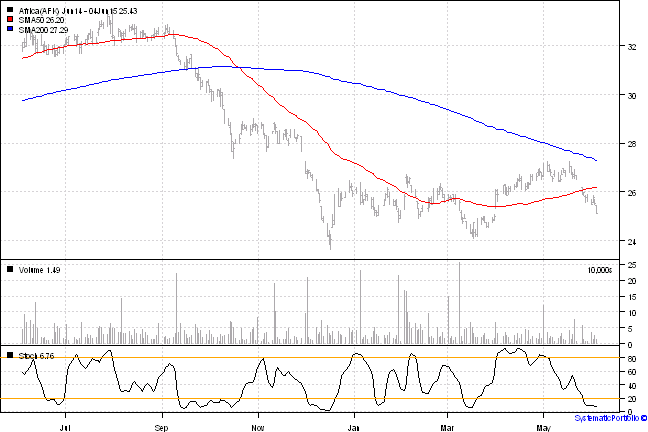 Africa(AFK) Jun14 - 04Jun15 25.43
SMA50 26.20
SMA200 27.29
32
30
28
26
24
Volume 1.49
10,000s
25
20
15
10
5
0
Stoch 6.76
80
60
40
20
0
Jul
Sep
Nov
Jan
Mar
May
SystematicPortfolio ©